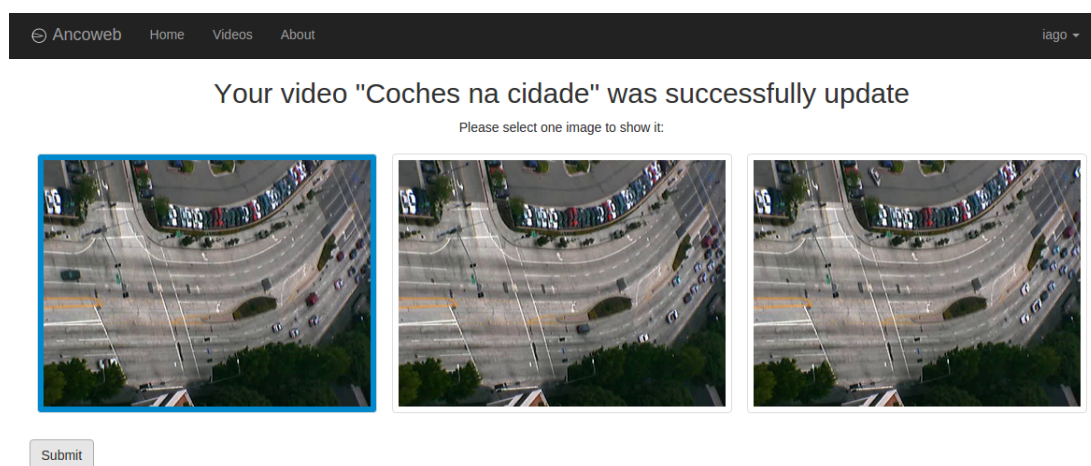 Ancoweb Home Videos About iago
Your video "Coches na cidade" was successfully update
Please select one image to show it:
Submit